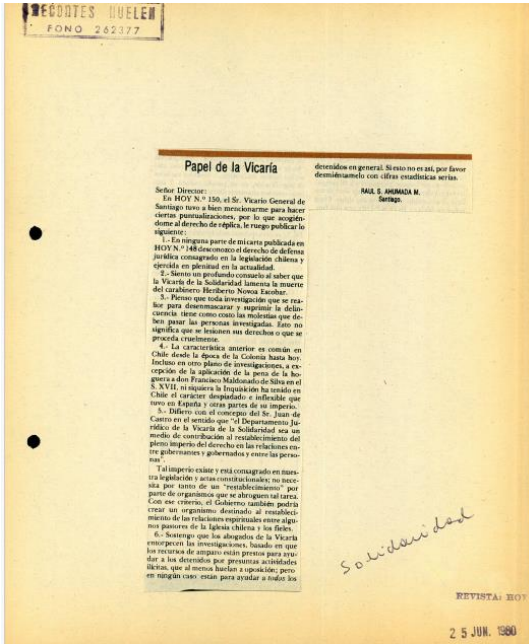 RECORTES HUELEN
FONO 262377
Papel de la Vicaría
Señor Director:
En HOY N.º 150, el Sr. Vicario General de
Santiago tuvo a bien mencionarme para hacer
ciertas puntualizaciones, por lo que acogién-
dome al derecho de réplica, le ruego publicar lo
siguiente:
1.- En ninguna parte de mi carta publicada en
HOY N.º 148 desconozco el derecho de defensa
jurídica consagrado en la legislación chilena y
ejercida en plenitud en la actualidad.
2.- Siento un profundo consuelo al saber que
la Vicaría de la Solidaridad lamenta la muerte
del carabinero Heriberto Novoa Escobar.
3.- Pienso que toda investigación que se rea-
lice para desenmascarar y suprimir la delin-
cuencia tiene como costo las molestias que de-
ben pasar las personas investigadas. Esto no
significa que se lesionen sus derechos o que se
proceda cruelmente.
4.- La característica anterior es común en
Chile desde la época de la Colonia hasta hoy.
Incluso en otro plano de investigaciones, a ex-
cepción de la aplicación de la pena de la ho-
guera a don Francisco Maldonado de Silva en el
S. XVII, ni siquiera la Inquisición ha tenido en
Chile el carácter despiadado e inflexible que
tuvo en España y otras partes de su imperio.
5.- Difiero con el concepto del Sr. Juan de
Castro en el sentido que "el Departamento Ju-
rídico de la Vicaría de la Solidaridad sea un
medio de contribución al restablecimiento del
pleno imperio del derecho en las relaciones en-
tre gobernantes y gobernados y entre las perso-
nas".
Tal imperio existe y está consagrado en nues-
tra legislación y actas constitucionales; no nece-
sita por tanto de un "restablecimiento" por
parte de organismos que se abroguen tal tarea.
Con ese criterio, el Gobierno también podría
crear un organismo destinado al restableci-
miento de las relaciones espirituales entre algu-
nos pastores de la Iglesia chilena y los fieles.
6.- Sostengo que los abogados de la Vicaría
entorpecen las investigaciones, basado en que
los recursos de amparo están prestos para ayu-
dar a los detenidos por presuntas actividades
ilícitas, que al menos huelan a oposición; pero
en ningún caso están para ayudar a todos los
detenidos en general. Si esto no es así, por favor
desmiéntamelo con cifras estadísticas serias.
RAUL S. AHUMADA M.
Santiago.
Solidaridad
REVISTA: HOY
25 JUN. 1980